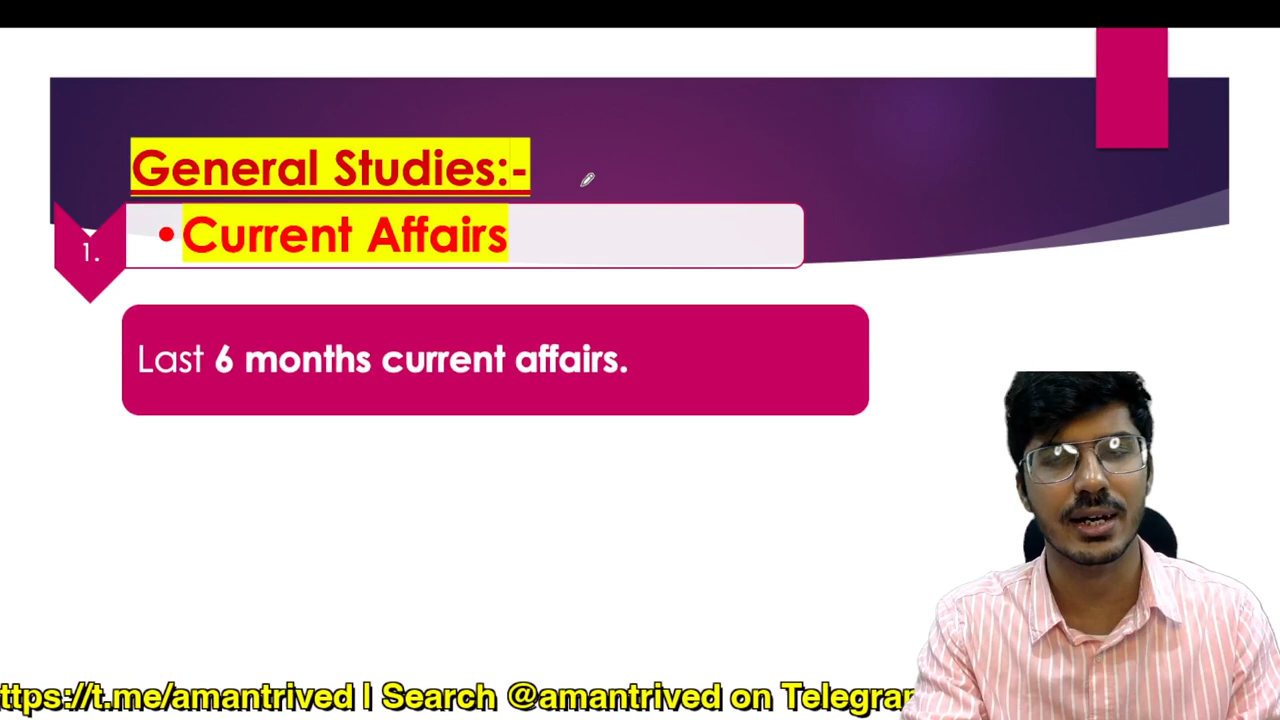 General Studies:-
1.
•Current Affairs
Last 6 months current affairs.
ttps://t.me/amantrived | Search @amantrived on Telegra